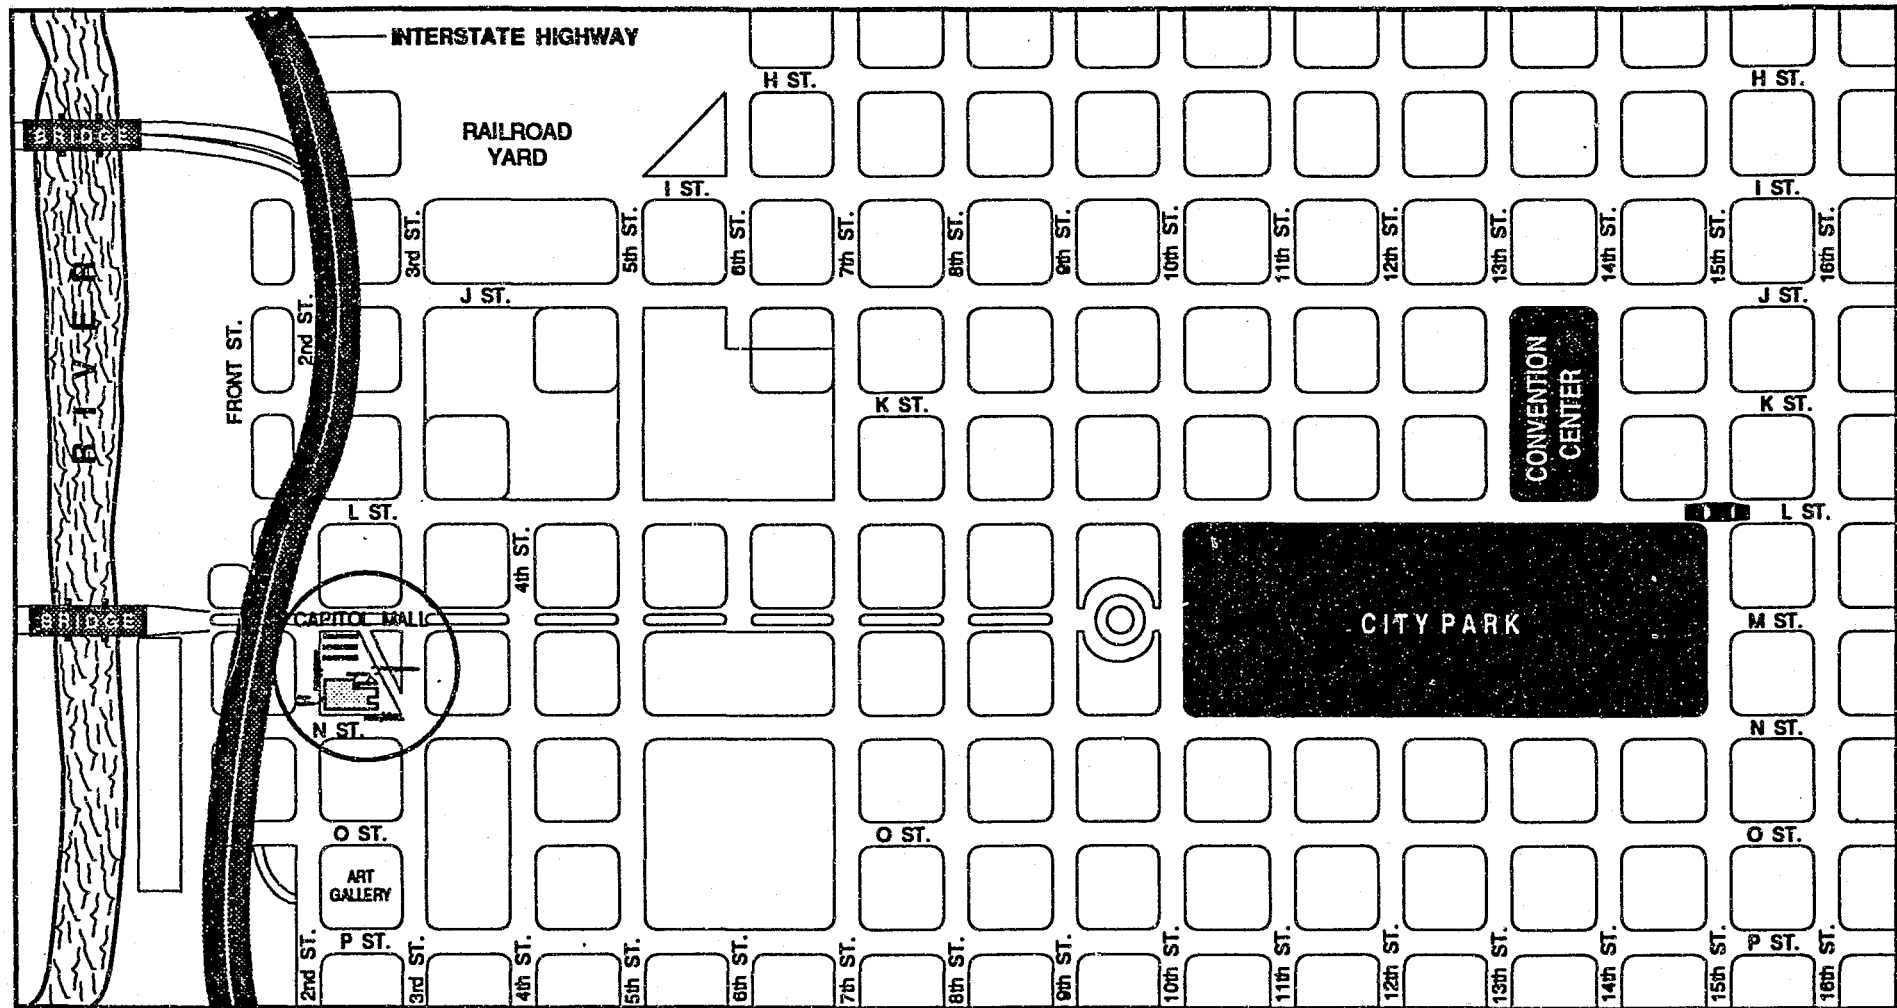 INTERSTATE HIGHWAY
H ST.
H ST.
BRIDGE
RAILROAD
YARD
I ST.
I ST.
3rd ST.
5th ST.
6th ST.
7th ST.
8th ST.
9th ST.
10th ST.
11th ST.
12th ST.
13th ST.
14th ST.
15th ST.
16th ST.
RIVER
J ST.
J ST.
FRONT ST.
2nd ST.
CONVENTION
CENTER
K ST.
K ST.
L ST.
L ST.
4th ST.
BRIDGE
CAPITOL MALL
CITY PARK
M ST.
N ST.
N ST.
O ST.
O ST.
O ST.
ART
GALLERY
P ST.
P ST.
2nd ST.
3rd ST.
4th ST.
5th ST.
6th ST.
7th ST.
8th ST.
9th ST.
10th ST.
11th ST.
12th ST.
13th ST.
14th ST.
15th ST.
16th ST.